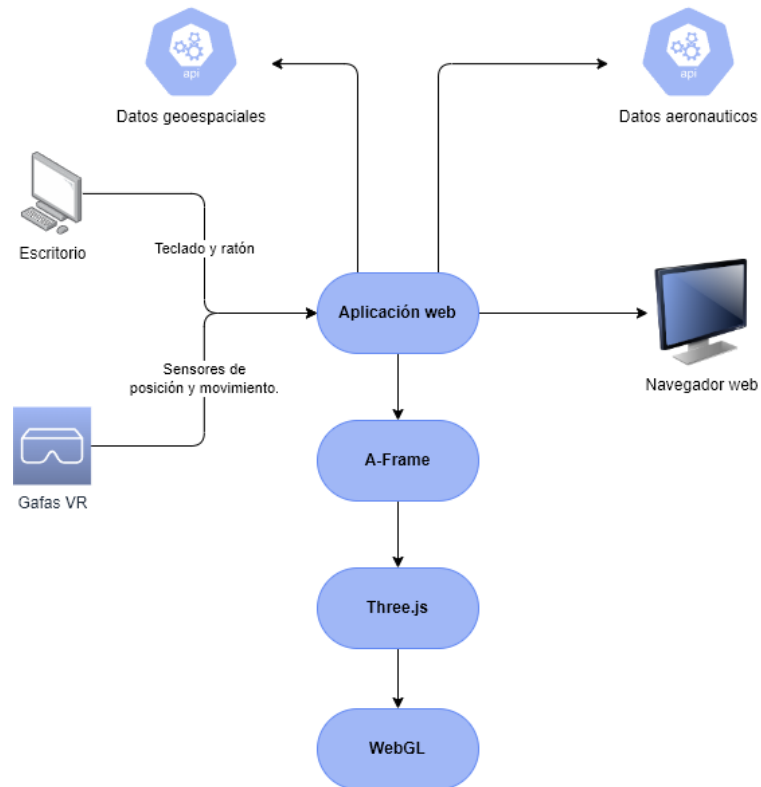 api
api
Datos geoespaciales
Datos aeronauticos
Escritorio
Teclado y ratón
Aplicación web
Sensores de
posición y movimiento.
Navegador web
A-Frame
Gafas VR
Three.js
WebGL